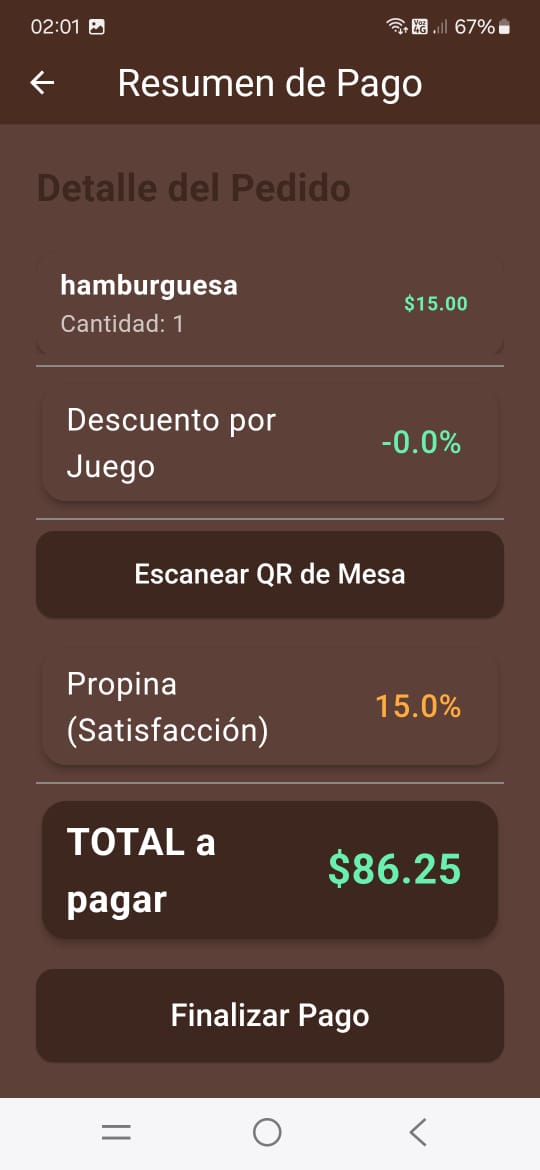 02:01
67%
Resumen de Pago
Detalle del Pedido
hamburguesa
Cantidad: 1
$15.00
Descuento por
Juego
-0.0%
Escanear QR de Mesa
Propina
(Satisfacción)
15.0%
TOTAL a
pagar
$86.25
Finalizar Pago